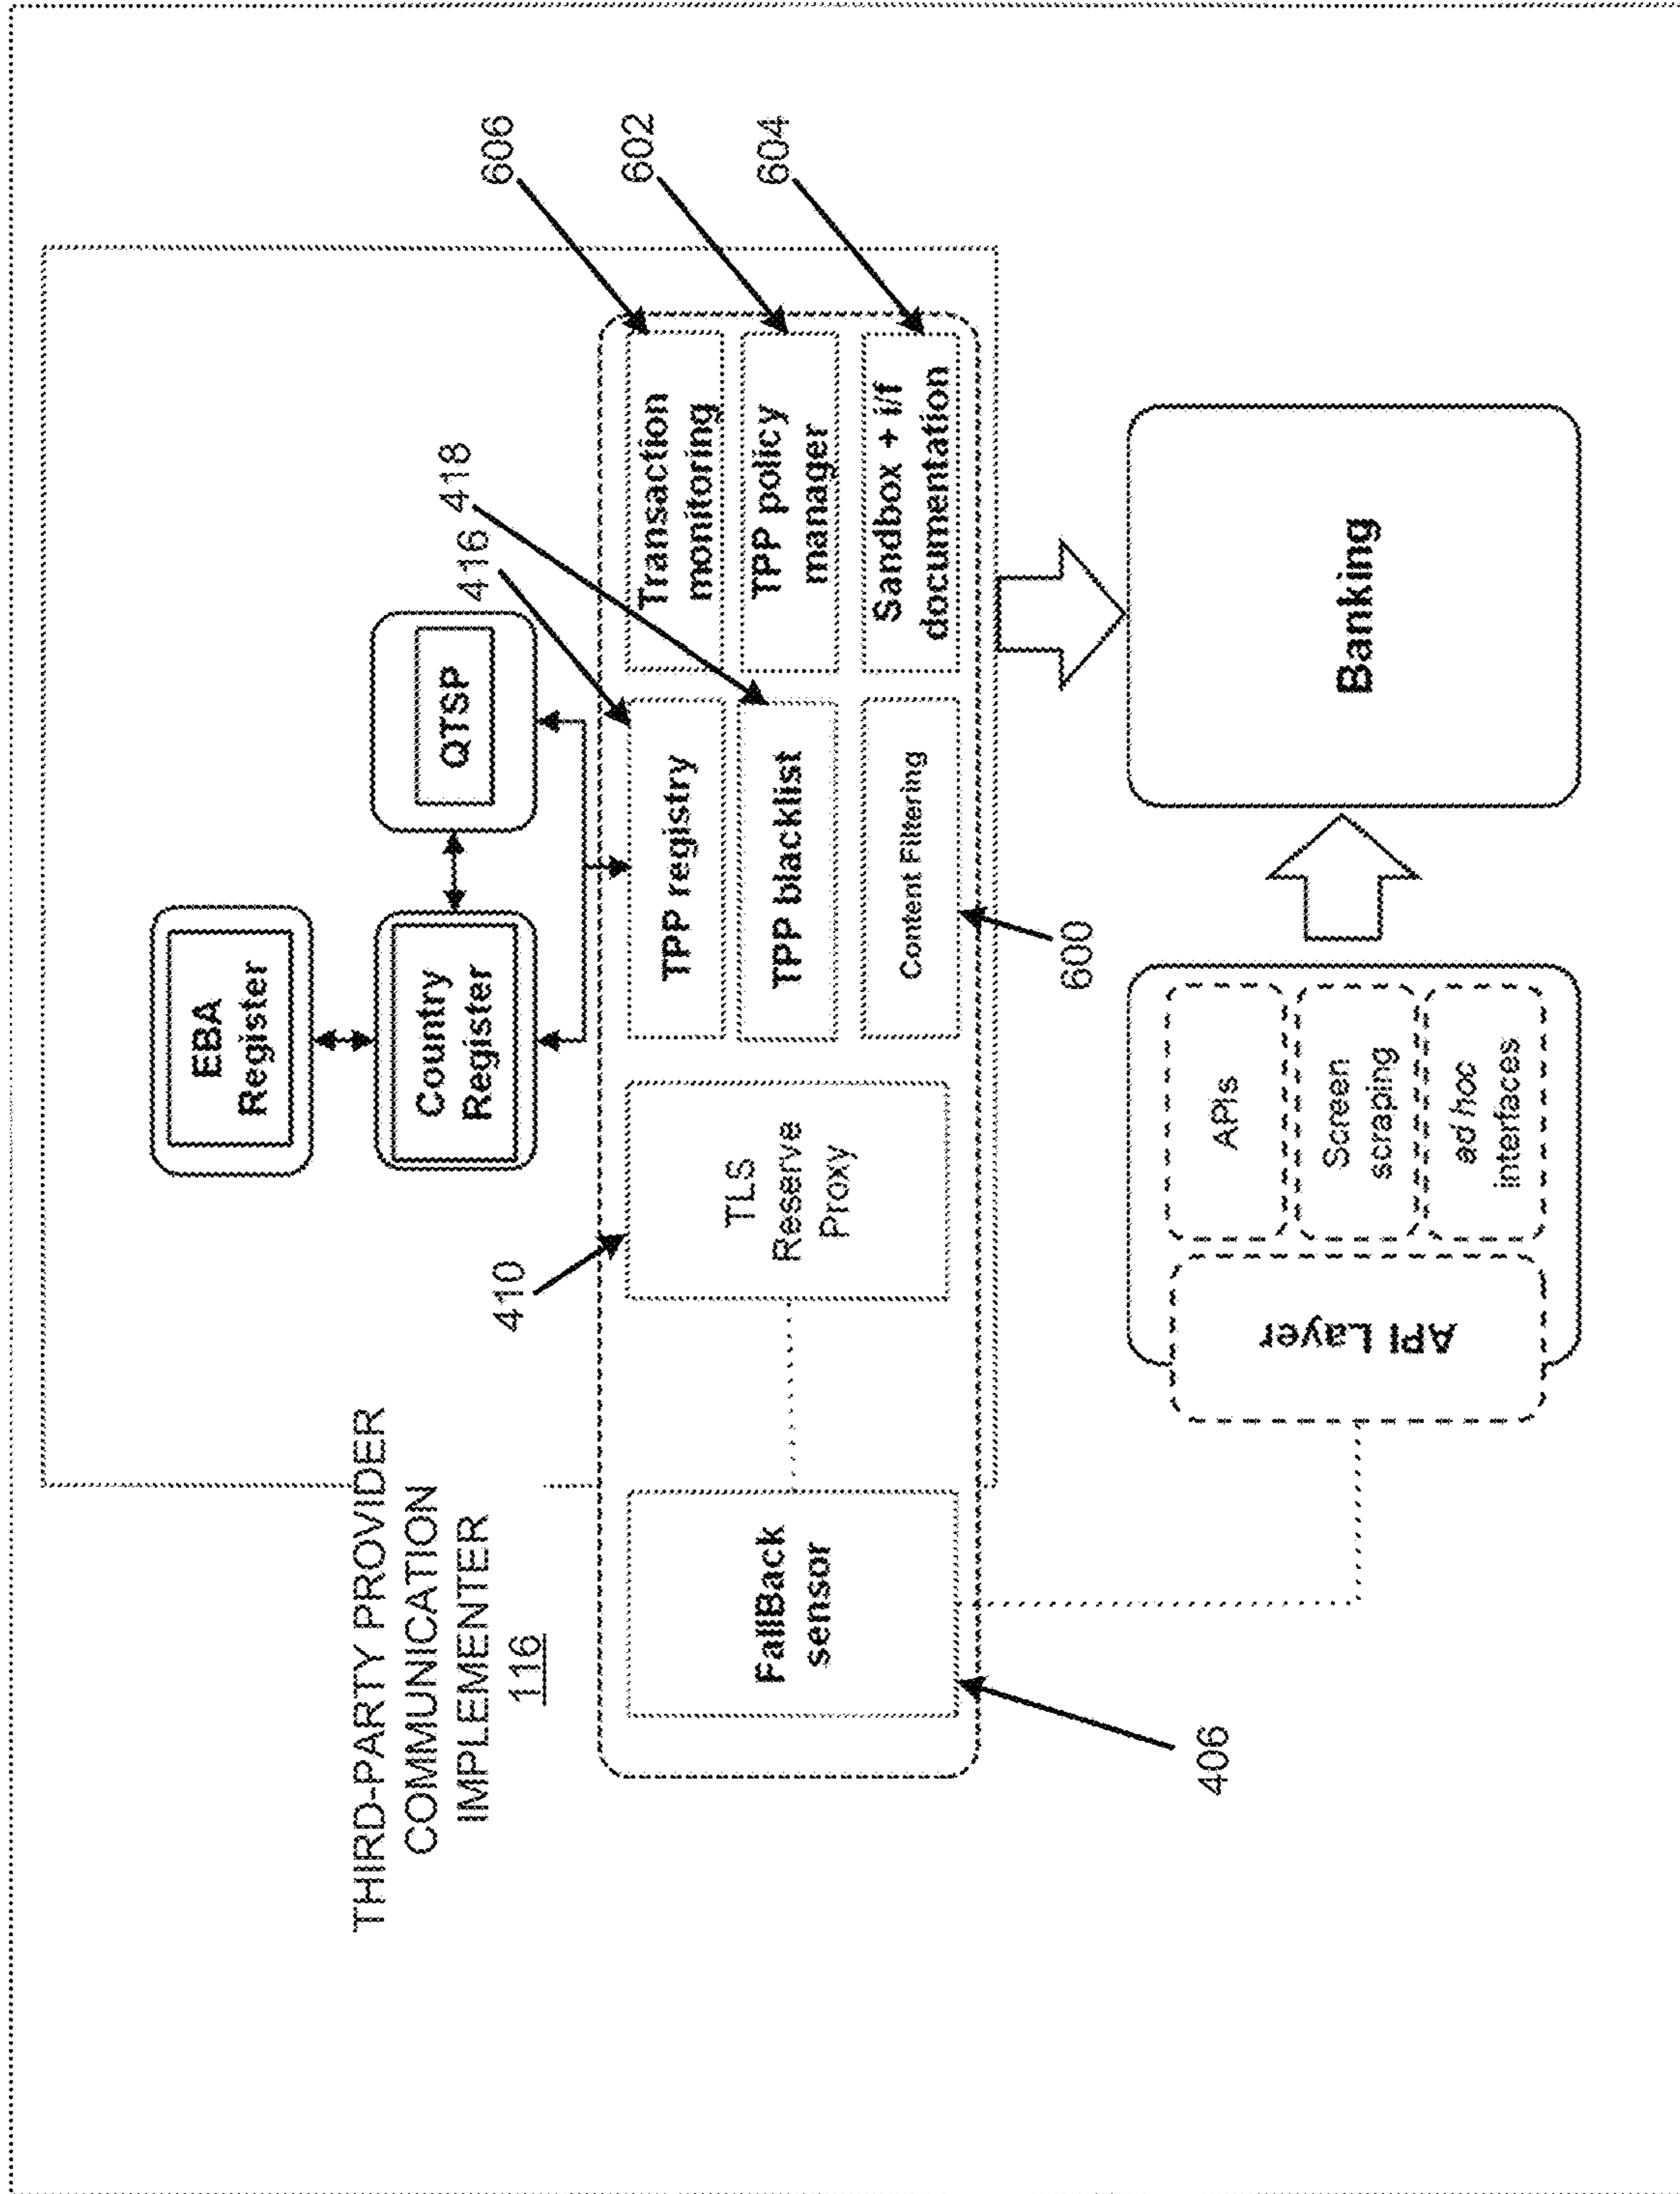 THIRD-PARTY PROVIDER
COMMUNICATION
IMPLEMENTER
116
EBA
Register
Country
Register
QTSP
410
416
418
606
602
604
FallBack
sensor
TLS
Reserve
Proxy
TPP registry
TPP blacklist
Content Filtering
Transaction
monitoring
TPP policy
manager
Sandbox + i/f
documentation
406
600
API Layer
APIs
Screen
scraping
ad hoc
interfaces
Banking